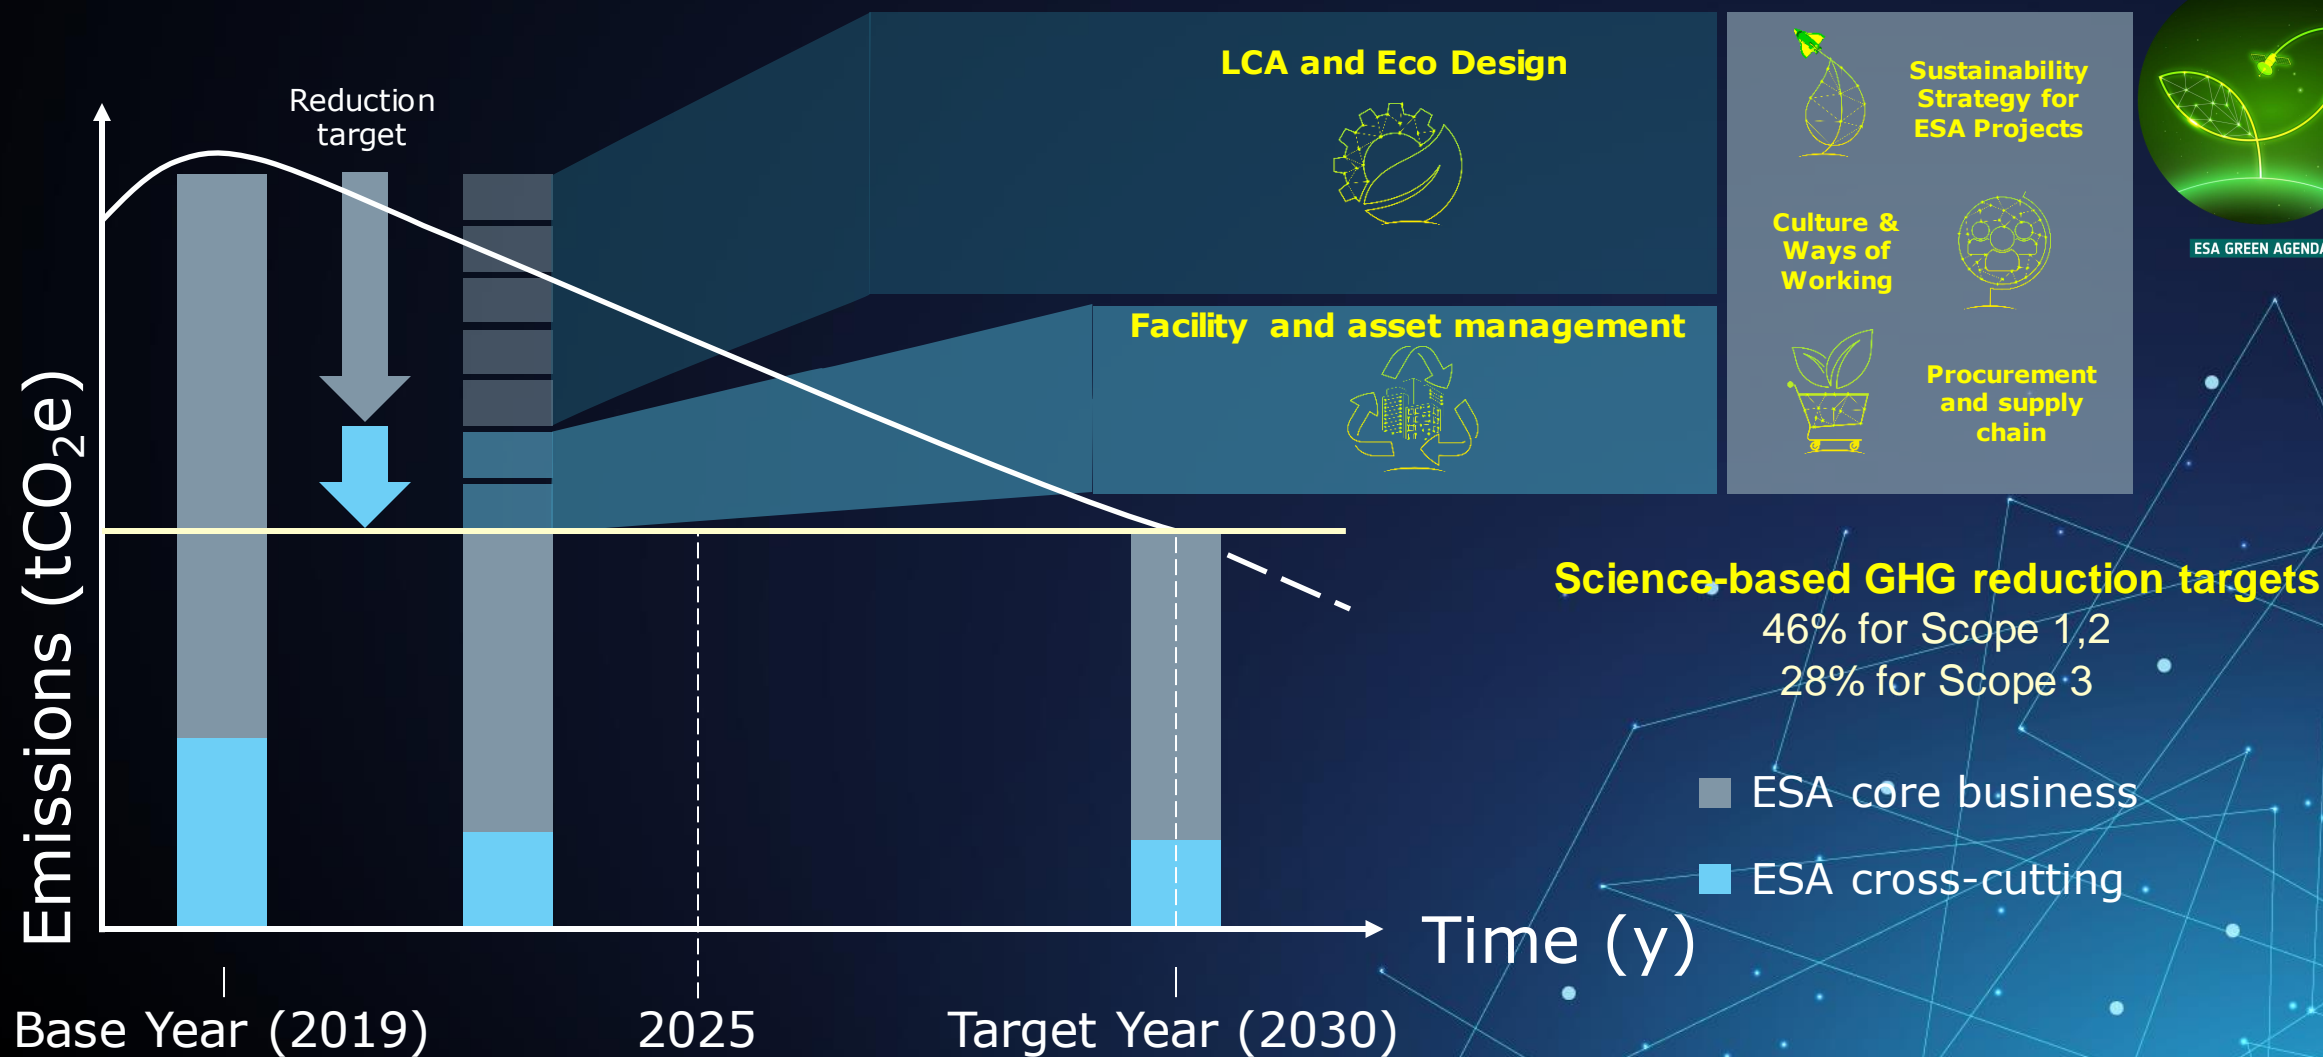 Reduction
target
LCA and Eco Design
Facility and asset management
Sustainability
Strategy for
ESA Projects
Culture &
Ways of
Working
Procurement
and supply
chain
ESA GREEN AGENDA
Emissions (tCO₂e)
Science-based GHG reduction targets
46% for Scope 1,2
28% for Scope 3
ESA core business
ESA cross-cutting
Time (y)
Base Year (2019)
2025
Target Year (2030)